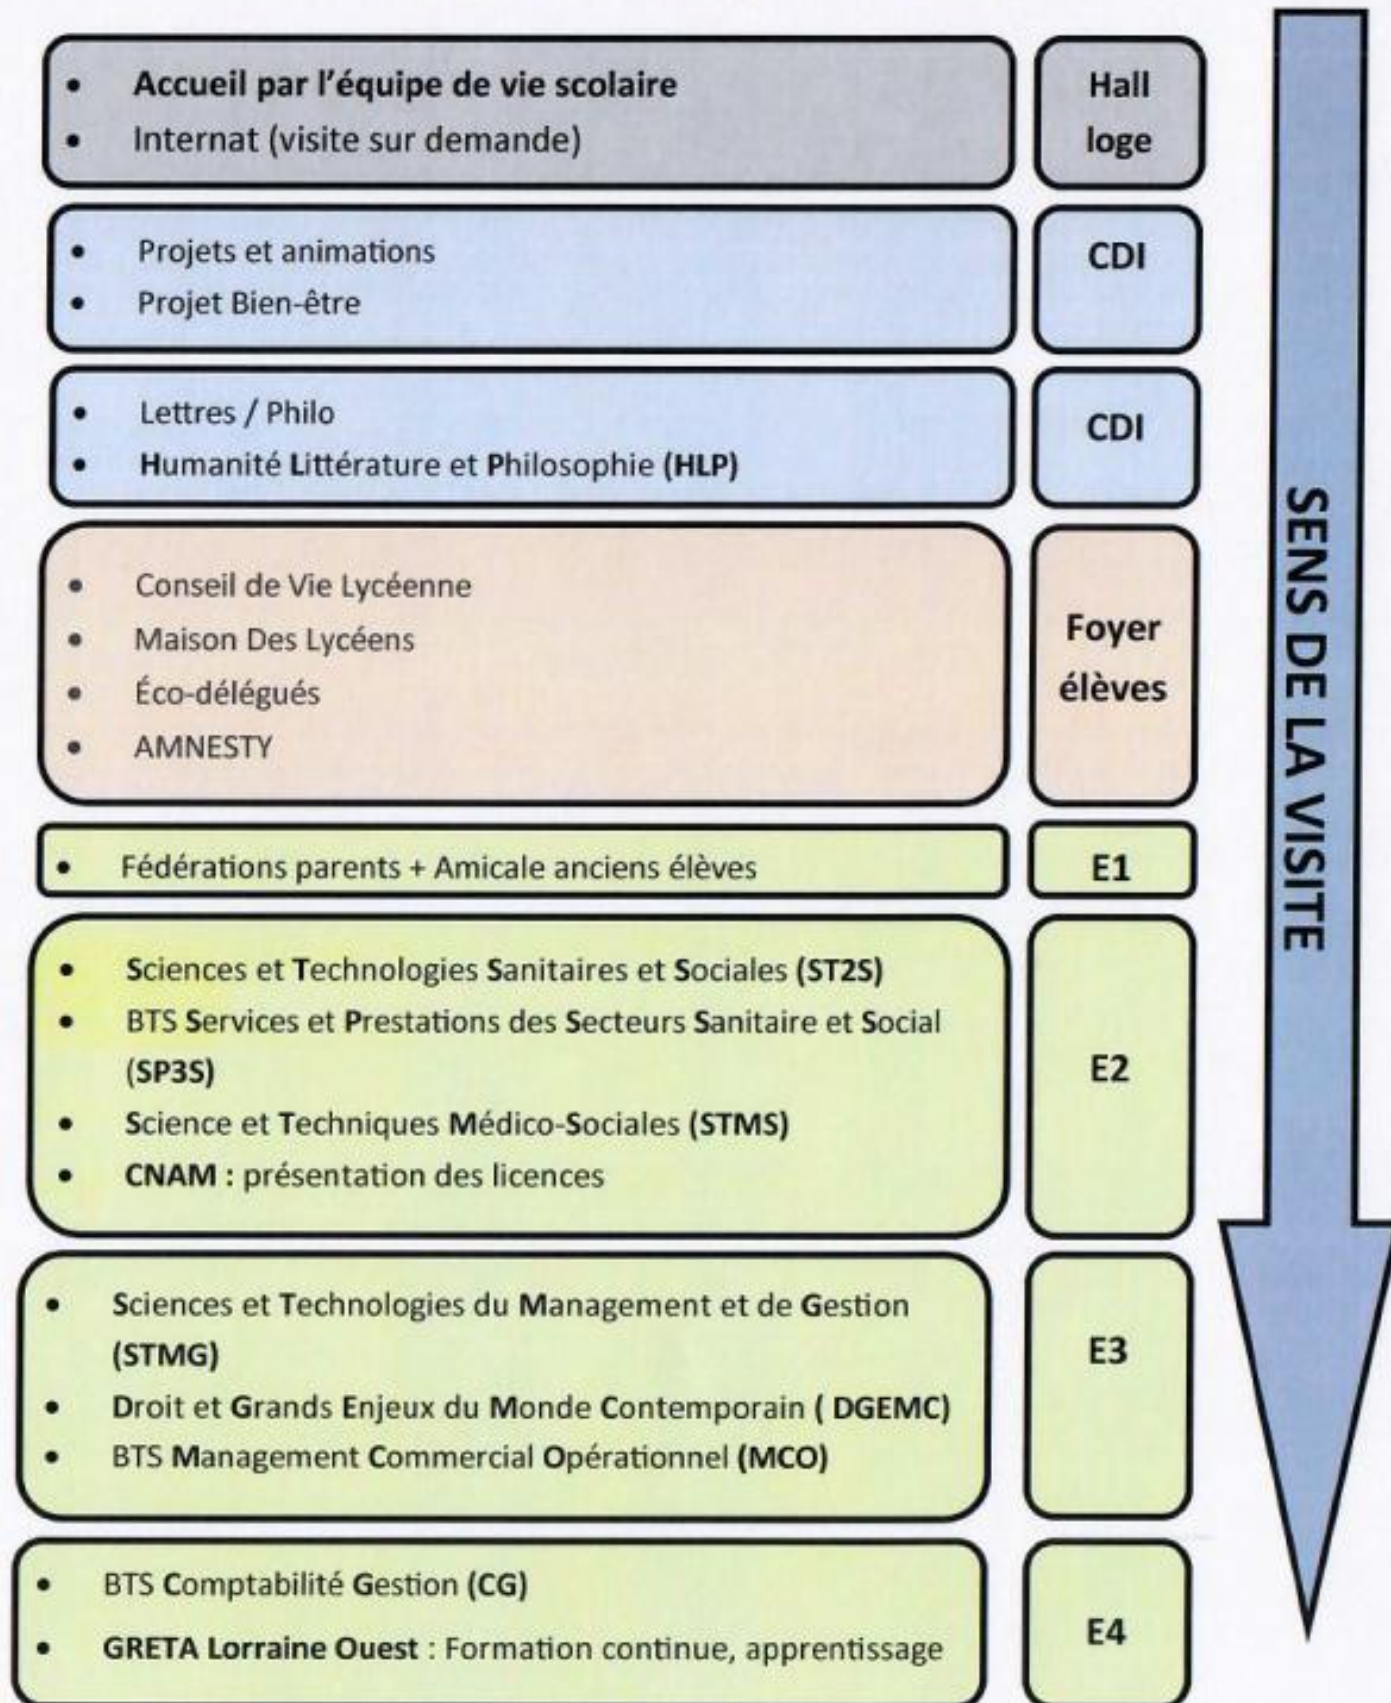 • Accueil par l'équipe de vie scolaire
• Internat (visite sur demande)
Hall
loge
• Projets et animations
• Projet Bien-être
CDI
• Lettres / Philo
• Humanité Littérature et Philosophie (HLP)
CDI
• Conseil de Vie Lycéenne
• Maison Des Lycéens
• Éco-délégués
• AMNESTY
Foyer
élèves
• Fédérations parents + Amicale anciens élèves
E1
• Sciences et Technologies Sanitaires et Sociales (ST2S)
• BTS Services et Prestations des Secteurs Sanitaire et Social
(SP3S)
• Science et Techniques Médico-Sociales (STMS)
• CNAM : présentation des licences
E2
• Sciences et Technologies du Management et de Gestion
(STMG)
• Droit et Grands Enjeux du Monde Contemporain ( DGEMC)
• BTS Management Commercial Opérationnel (MCO)
E3
• BTS Comptabilité Gestion (CG)
• GRETA Lorraine Ouest : Formation continue, apprentissage
E4
SENS DE LA VISITE